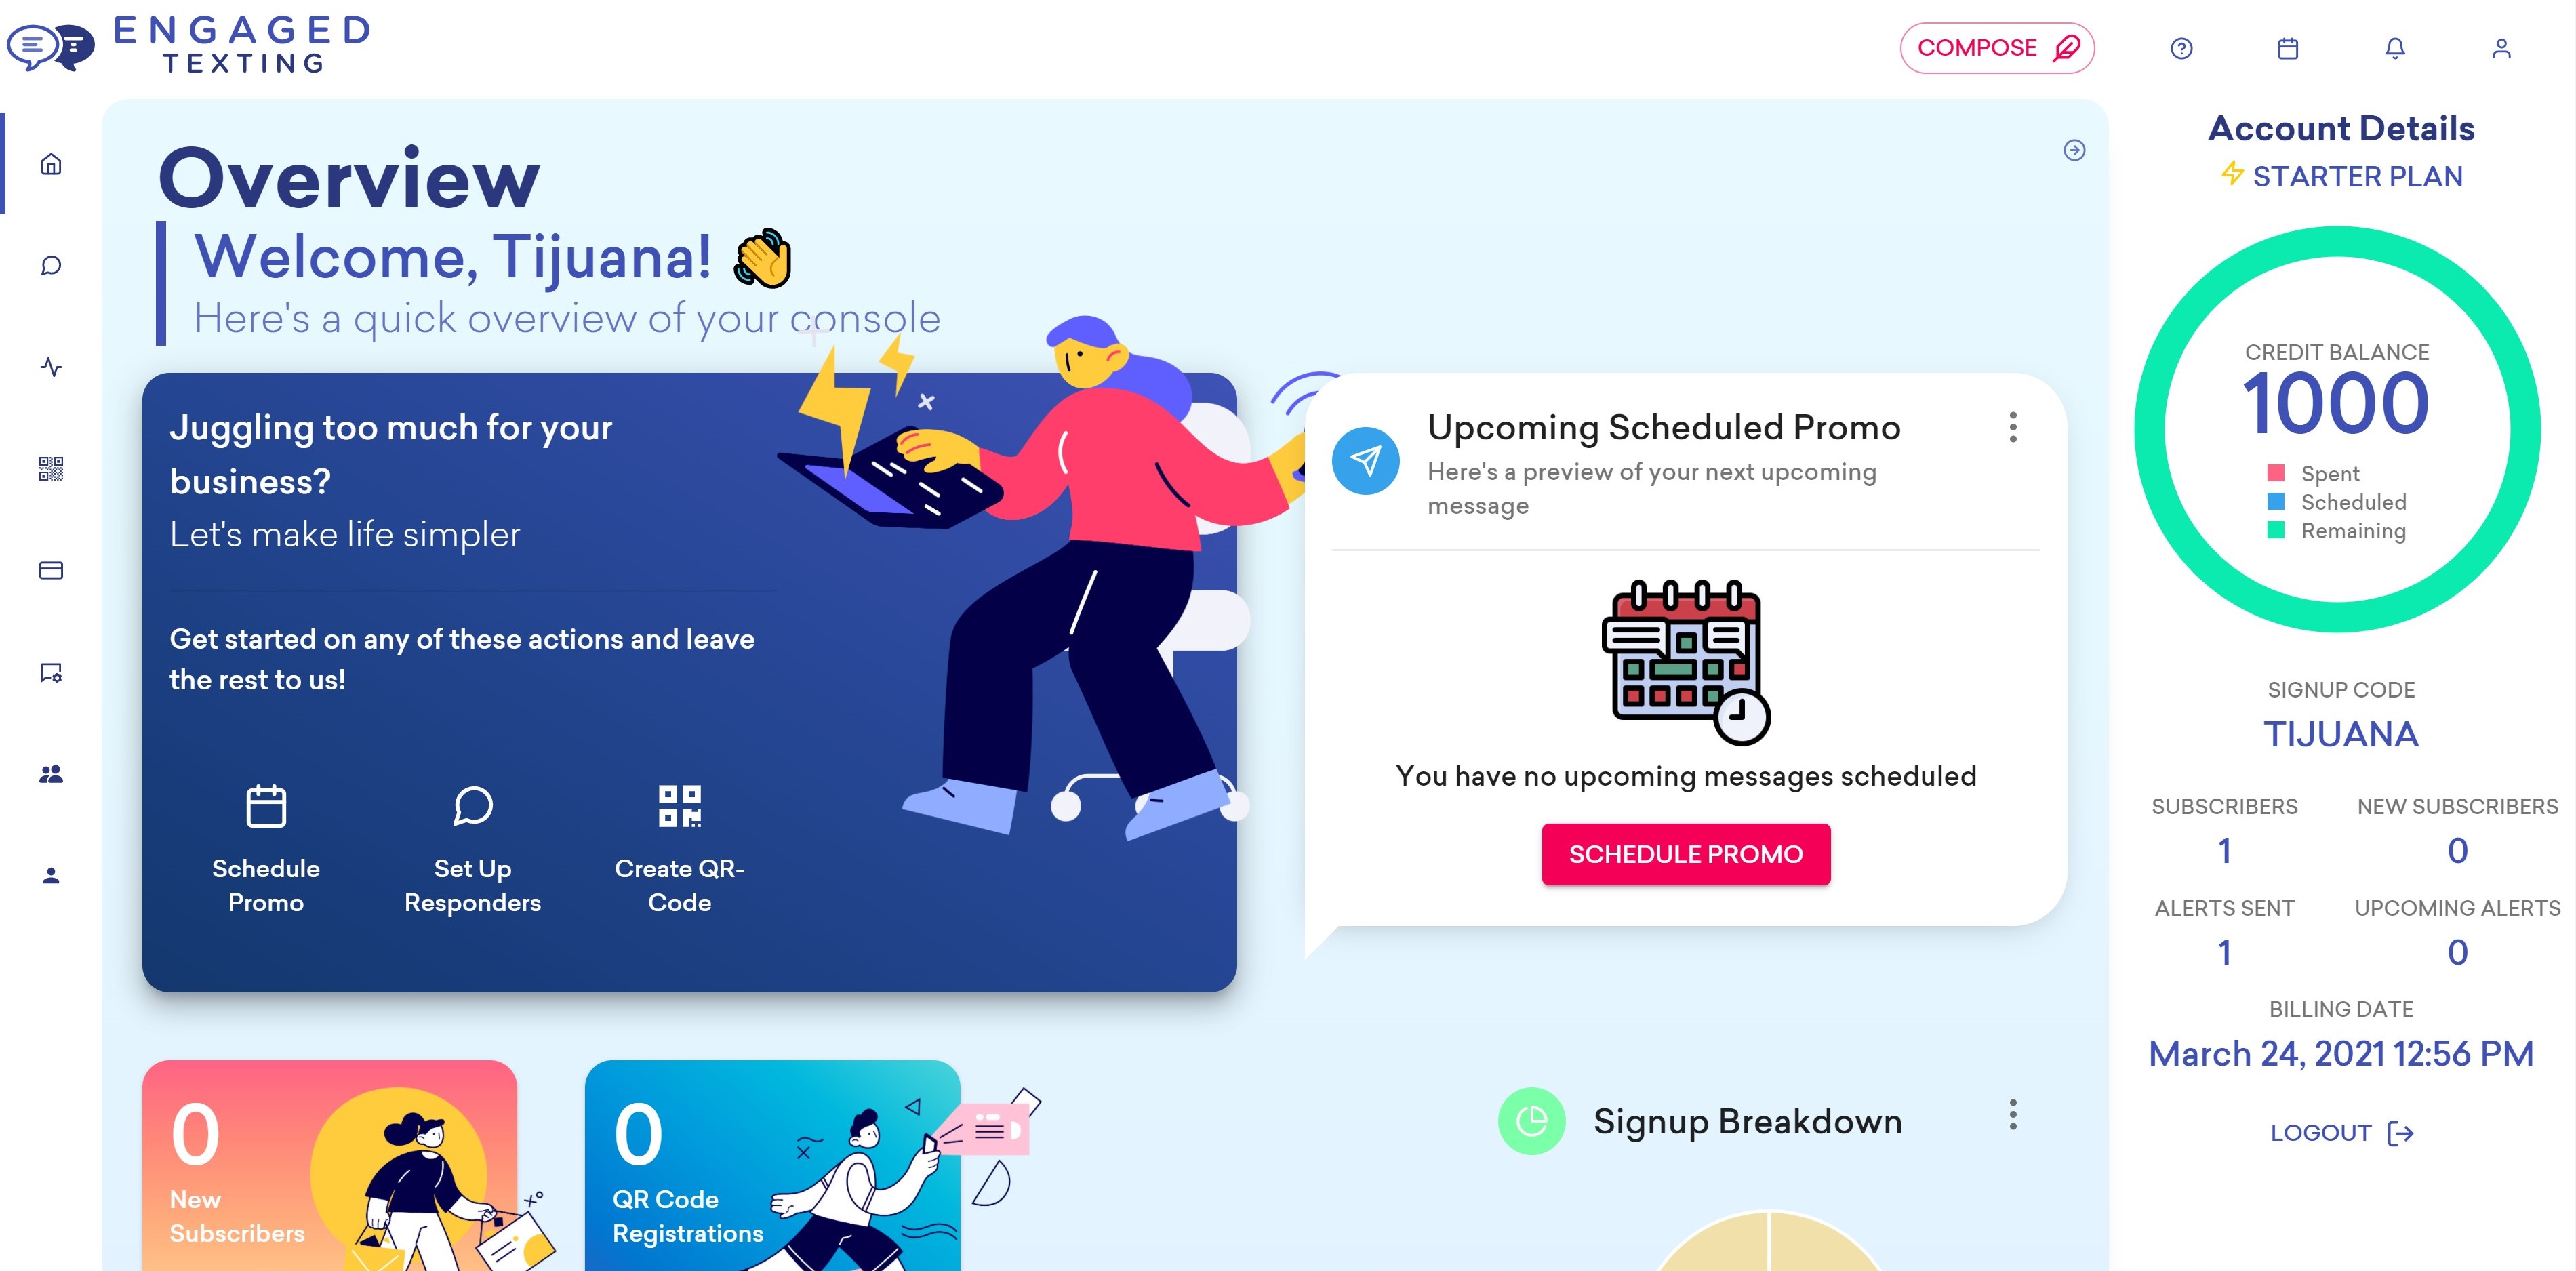 ENGAGED
TEXTING
COMPOSE
Overview
Welcome, Tijuana!
Here's a quick overview of your console
Juggling too much for your
business?
Let's make life simpler
Get started on any of these actions and leave
the rest to us!
Schedule
Promo
Set Up
Responders
Create QR-
Code
Upcoming Scheduled Promo
Here's a preview of your next upcoming
message
You have no upcoming messages scheduled
SCHEDULE PROMO
0
New
Subscribers
0
QR Code
Registrations
Signup Breakdown
Account Details
STARTER PLAN
CREDIT BALANCE
1000
Spent
Scheduled
Remaining
SIGNUP CODE
TIJUANA
SUBSCRIBERS
1
NEW SUBSCRIBERS
0
ALERTS SENT
1
UPCOMING ALERTS
0
BILLING DATE
March 24, 2021 12:56 PM
LOGOUT